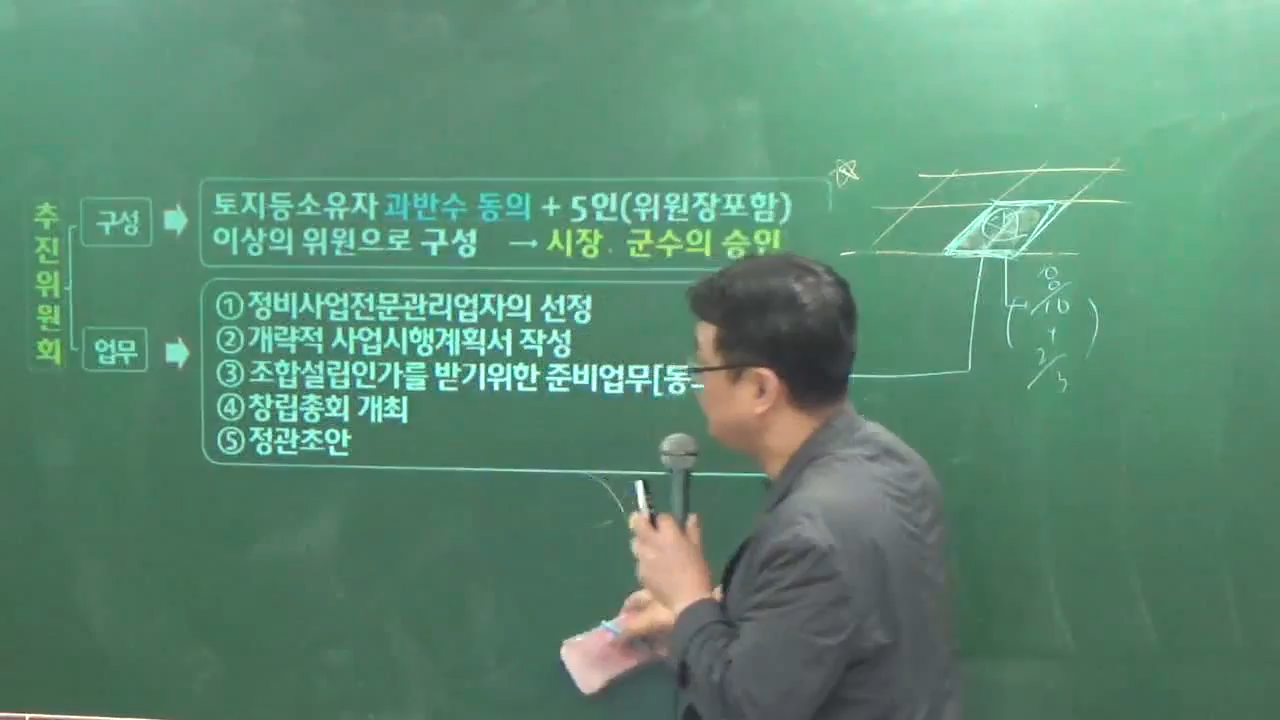 추진위원회
구성
토지등소유자 과반수 동의 + 5인(위원장포함)
이상의 위원으로 구성 → 시장. 군수의 승인
업무
① 정비사업전문관리업자의 선정
② 개략적 사업시행계획서 작성
③ 조합설립인가를 받기위한 준비업무[동
④ 창립총회 개최
⑤ 정관초안
2/3